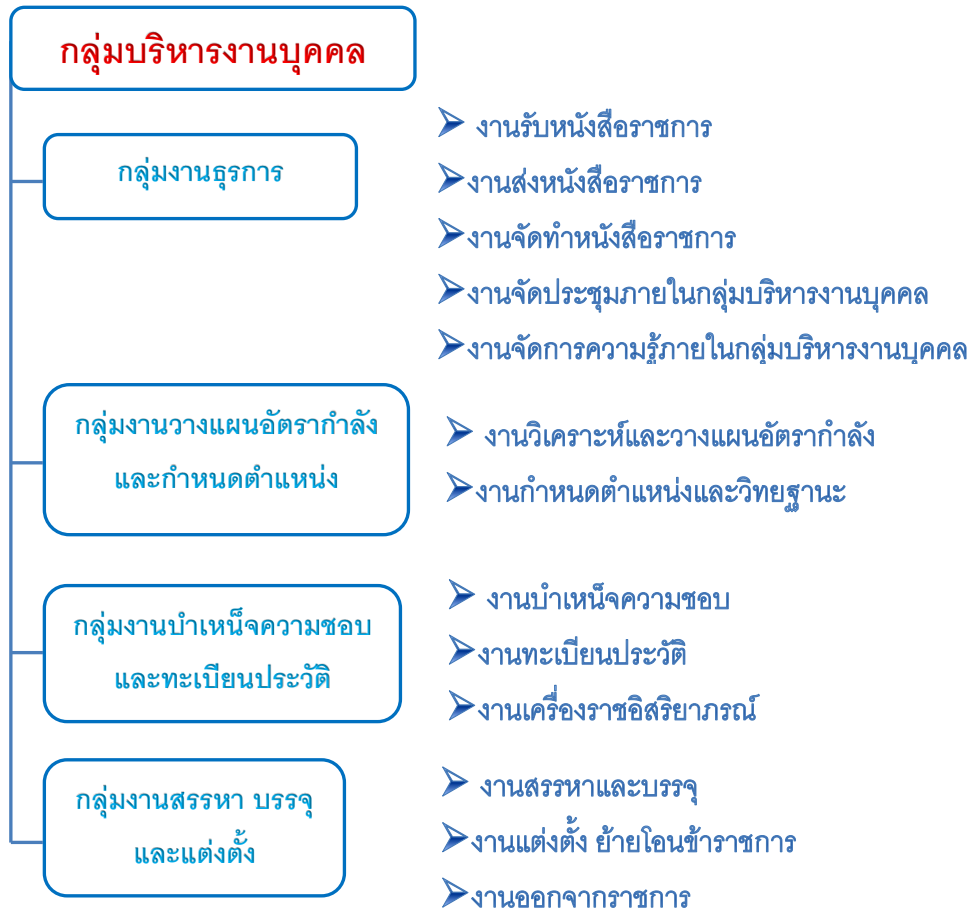 กลุ่มบริหารงานบุคคล
กลุ่มงานธุรการ
งานรับหนังสือราชการ
งานส่งหนังสือราชการ
งานจัดทำหนังสือราชการ
งานจัดประชุมภายในกลุ่มบริหารงานบุคคล
งานจัดการความรู้ภายในกลุ่มบริหารงานบุคคล
กลุ่มงานวางแผนอัตรากำลัง
และกำหนดตำแหน่ง
งานวิเคราะห์และวางแผนอัตรากำลัง
งานกำหนดตำแหน่งและวิทยฐานะ
กลุ่มงานบำเหน็จความชอบ
และทะเบียนประวัติ
งานบำเหน็จความชอบ
งานทะเบียนประวัติ
งานเครื่องราชอิสริยาภรณ์
กลุ่มงานสรรหา บรรจุ
และแต่งตั้ง
งานสรรหาและบรรจุ
งานแต่งตั้ง ย้ายโอนข้าราชการ
งานออกจากราชการ